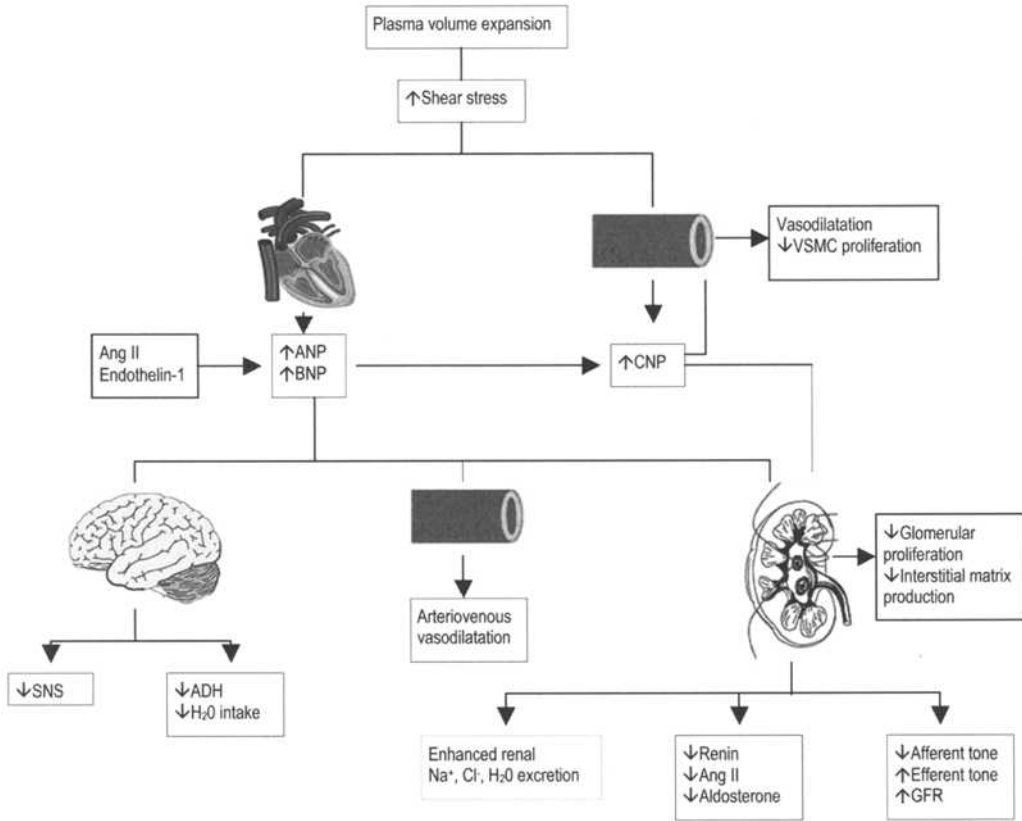 Plasma volume expansion
↑Shear stress
Vasodilatation
↓VSMC proliferation
Ang II
Endothelin-1
↑ANP
↑BNP
↑CNP
↓Glomerular
proliferation
↓Interstitial matrix
production
Arteriovenous
vasodilatation
↓SNS
↓ADH
↓H₂0 intake
Enhanced renal
Na⁺, Cl⁻, H₂0 excretion
↓Renin
↓Ang II
↓Aldosterone
↓Afferent tone
↑Efferent tone
↑GFR